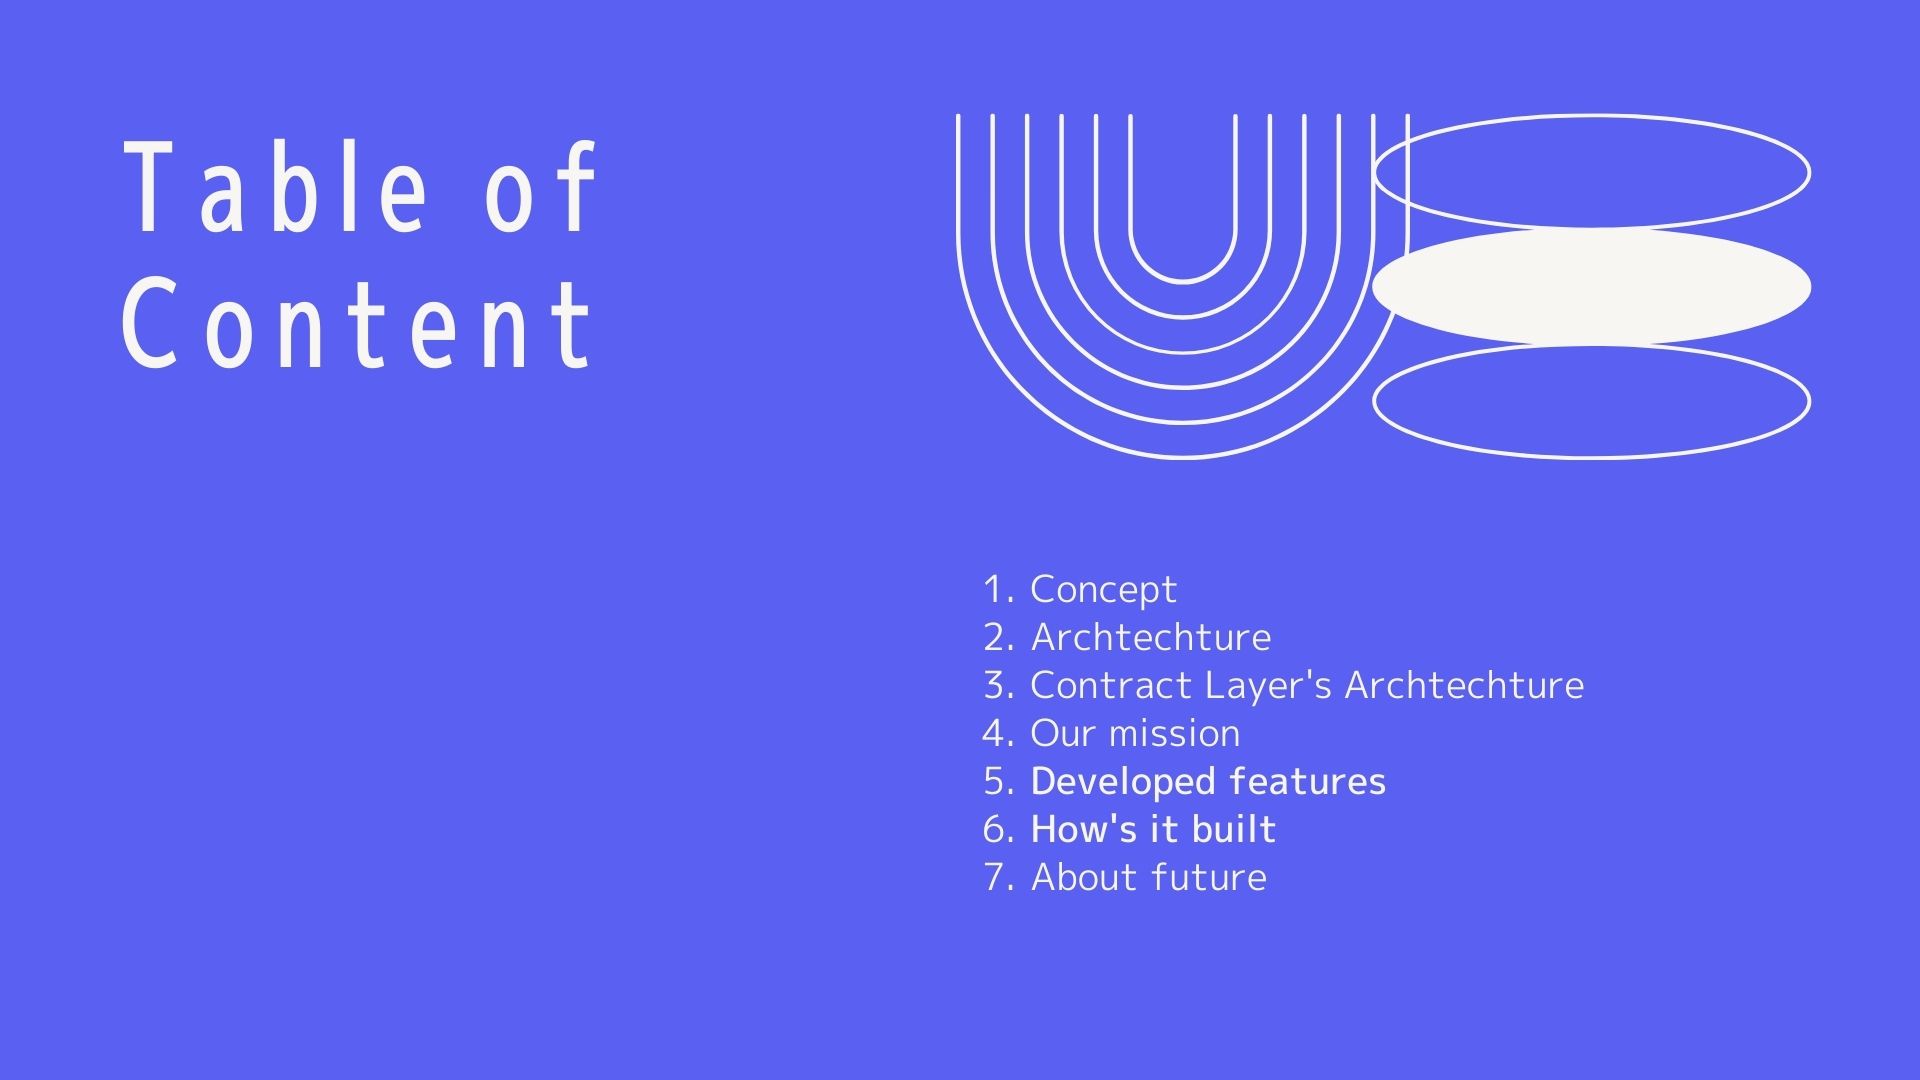 Table of
Content
1. Concept
2. Archtechture
3. Contract Layer's Archtechture
4. Our mission
5. Developed features
6. How's it built
7. About future